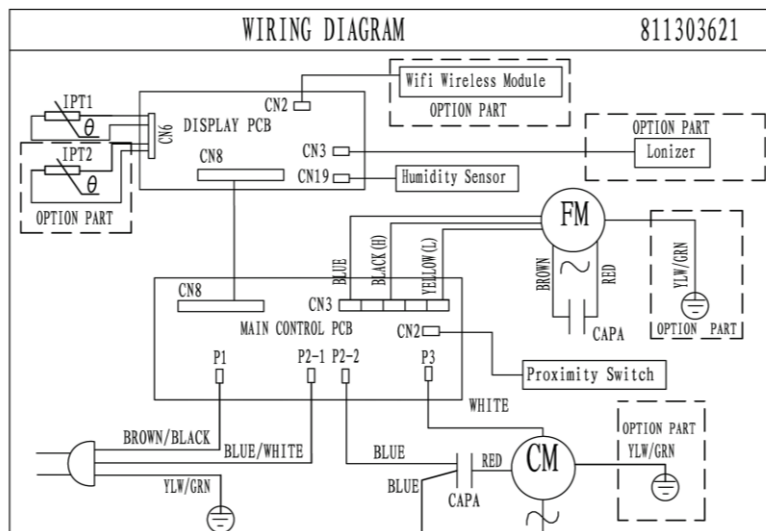 WIRING DIAGRAM 811303621
Wifi Wireless Module
OPTION PART
CN2
IPT1
θ
CN6
DISPLAY PCB
OPTION PART
Lonizer
CN3
IPT2
θ
OPTION PART
CN8
CN19
Humidity Sensor
FM
BLUE
BLACK(H)
YELLOW(L)
BROWN
RED
YLW/GRN
OPTION PART
CAPA
CN8
CN3
MAIN CONTROL PCB
CN2
P1
P2-1
P2-2
P3
Proximity Switch
WHITE
BROWN/BLACK
BLUE/WHITE
YLW/GRN
BLUE
BLUE
RED
CAPA
CM
OPTION PART
YLW/GRN